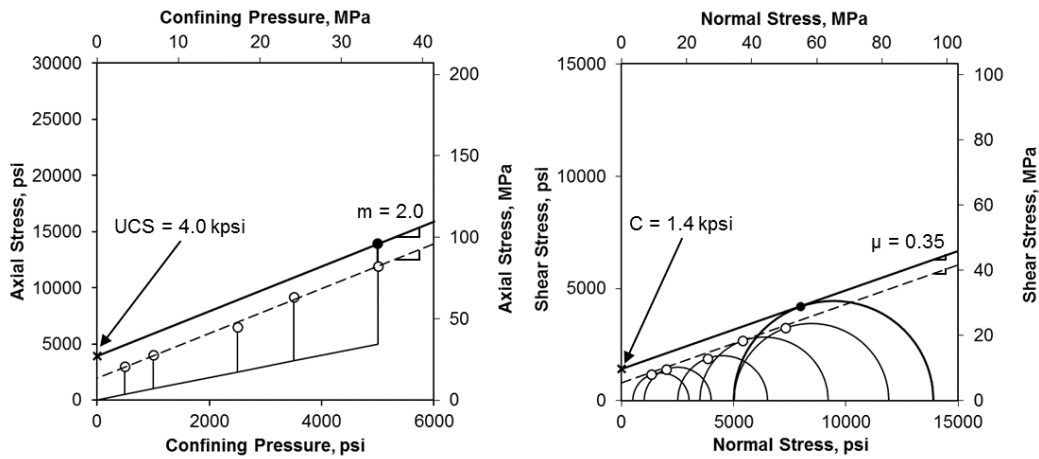 Confining Pressure, MPa
0 10 20 30 40
30000
25000
20000
15000
10000
5000
0
Axial Stress, psi
200
150
100
50
0
Axial Stress, MPa
UCS = 4.0 kpsi
m = 2.0
0 2000 4000 6000
Confining Pressure, psi
Normal Stress, MPa
0 20 40 60 80 100
15000
10000
5000
0
Shear Stress, psi
100
80
60
40
20
0
Shear Stress, MPa
C = 1.4 kpsi
μ = 0.35
0 5000 10000 15000
Normal Stress, psi